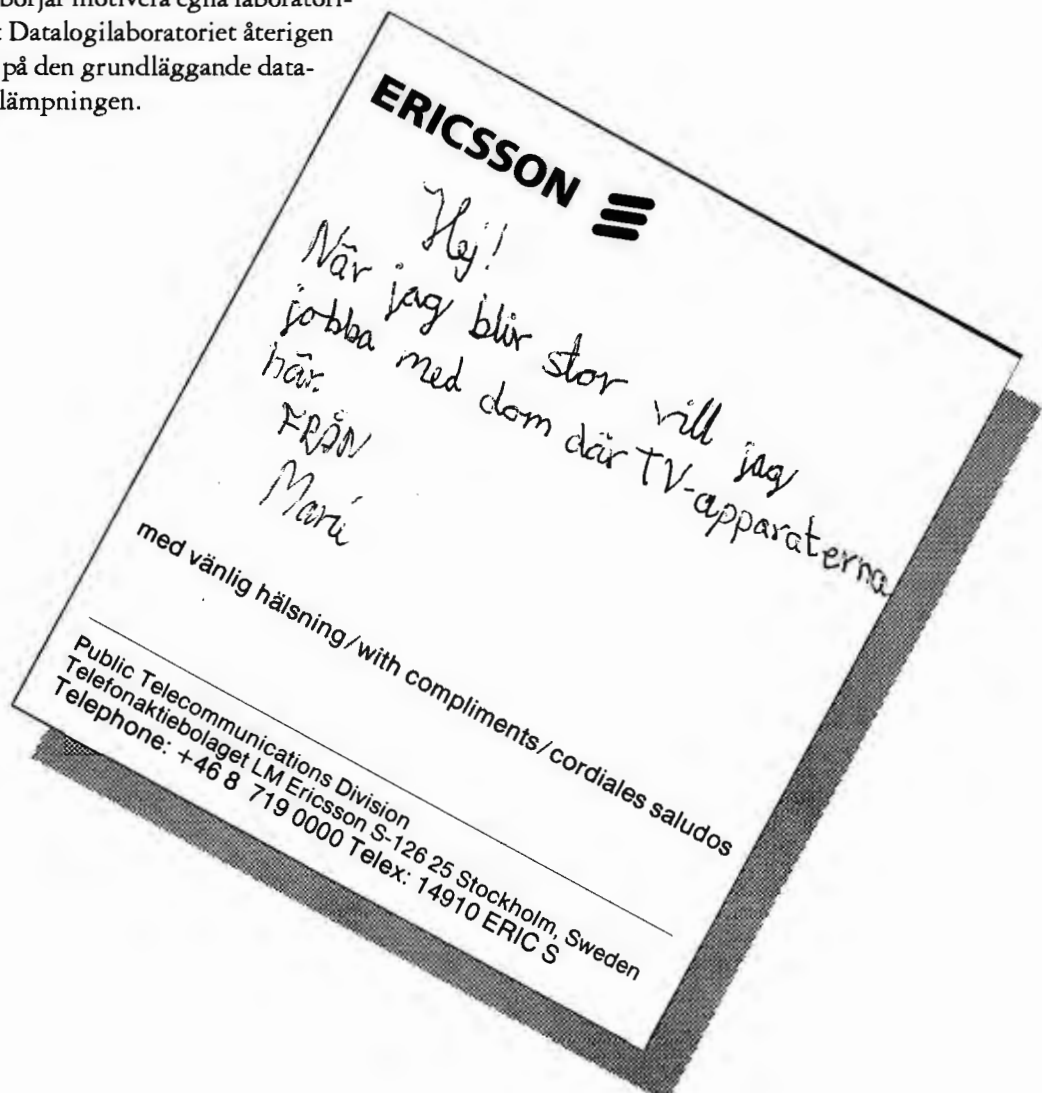 börjar motivera egna laboratori-
Datalogilaboratoriet återigen
på den grundläggande data-
lämpningen.
ERICSSON
Hej!
När jag blir stor vill jag
jobba med dom där TV-apparaterna
här.
FRÅN
Mari
med vänlig hälsning/with compliments/cordiales saludos
Public Telecommunications Division
Telefonaktiebolaget LM Ericsson S-126 25 Stockholm, Sweden
Telephone: +46 8 719 0000 Telex: 14910 ERIC S